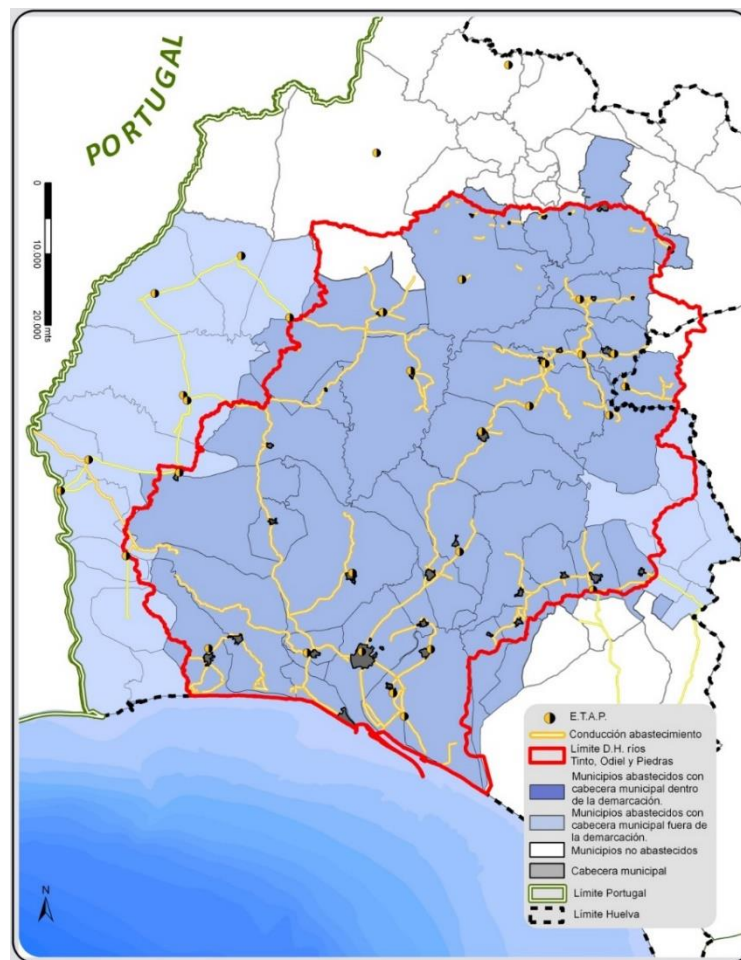 PORTUGAL
0
10.000
20.000
mts
E.T.A.P.
Conducción abastecimiento
Límite D.H. ríos
Tinto, Odiel y Piedras
Municipios abastecidos con
cabecera municipal dentro
de la demarcación.
Municipios abastecidos con
cabecera municipal fuera de
la demarcación.
Municipios no abastecidos
Cabecera municipal
Límite Portugal
Límite Huelva
N